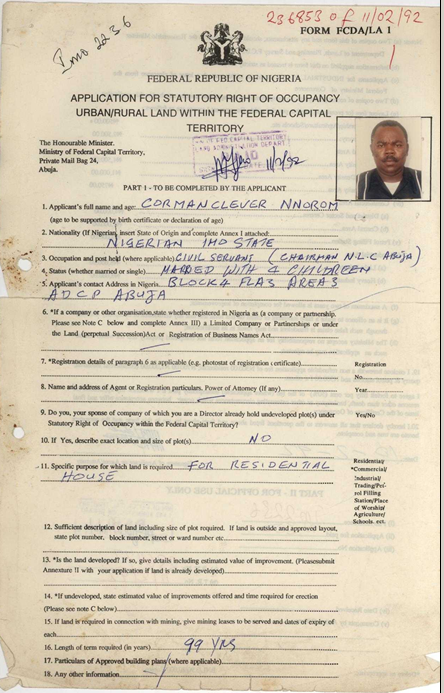 236853 of 11/02/92
Imo 2236
FORM FCDA/LA 1
1
FEDERAL REPUBLIC OF NIGERIA
APPLICATION FOR STATUTORY RIGHT OF OCCUPANCY
URBAN/RURAL LAND WITHIN THE FEDERAL CAPITAL
TERRITORY
The Honourable Minister.
Ministry of Federal Capital Territory,
Private Mail Bag 24,
Abuja.
CAPITAL TERRITORY
11/2/92
PART 1 - TO BE COMPLETED BY THE APPLICANT
1. Applicant's full name and age: CORMANCLEVER NNOROM
(age to be supported by birth certificate or declaration of age)
2. Nationality (If Nigerian, insert State of Origin and complete Annex I attached:
NIGERIAN IMO STATE
3. Occupation and post held (where applicable) CIVIL SERVANT (CHAIRMAN N.L.C ABUJA)
4. Status (whether married or single) MARRED WITH 4 CHILDREEN
5. Applicant's contact Address in Nigeria. BLOCK 4 FLAS AREA 3
ADCP ABUJA
6. *If a company or other organisation, state whether registered in Nigeria as (a company or partnership.
Please see Note C below and complete Annex III) a Limited Company or Partnerships or under
the Land (perpetual Succession) Act or Registration of Business Names Act
7. *Registration details of paragraph 6 as applicable (e.g. photostat of registration certificate)
Registration
No.
8. Name and address of Agent or Registration particulars. Power of Attorney (If any)
Year
9. Do you, your sponse of company of which you are a Director already held undeveloped plot(s) under
Statutory Right of Occupancy within the Federal Capital Territory?
Yes/No
10. If Yes, describe exact location and size of plot(s) NO
11. Specific purpose for which land is required FOR RESIDENTIAL
HOUSE
Residential/
*Commercial/
Industrial/
Trading/Pet-
rol Filling
Station/Place
of Worship/
Agriculture/
Schools. ect.
12. Sufficient description of land including size of plot required. If land is outside and approved layout,
state plot number, block number, street or ward number etc
13. *Is the land developed? If so, give details including estimated value of improvement. (Pleasesubmit
Annexture II with your application if land is already developed)
14. *If undeveloped, state estimated value of improvements offered and time required for erection
(Please see note C below)
15. If land is required in connection with mining, give mining leases to be served and dates of expiry of
each
16. Length of term required (in years) 99 YRS
17. Particulars of Approved building plans (where applicable)
18. Any other information